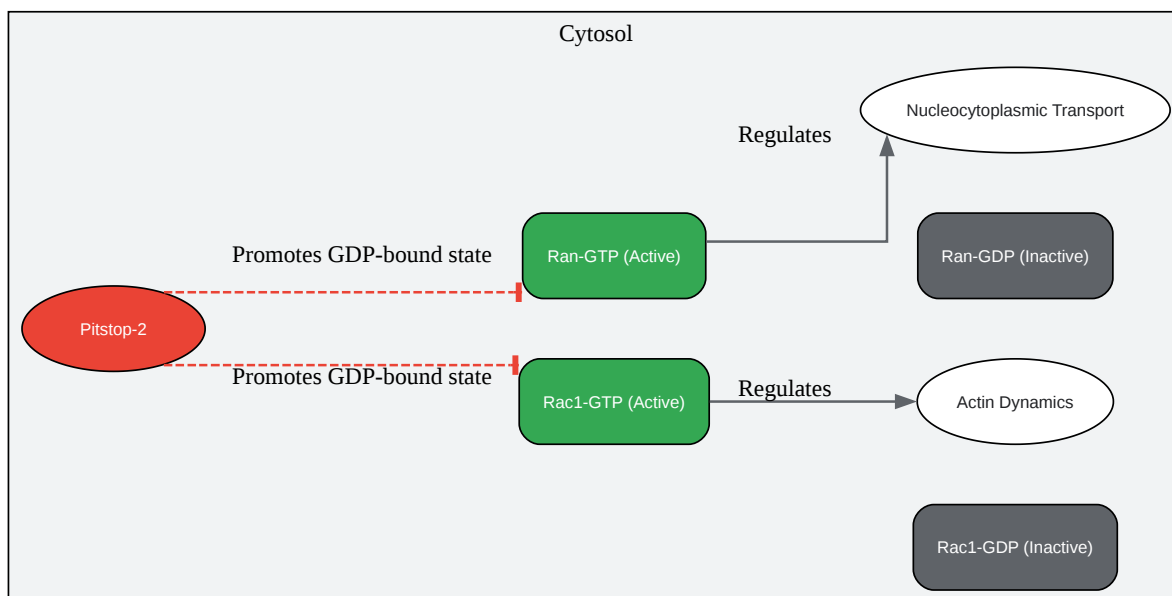 Cytosol
Nucleocytoplasmic Transport
Regulates
Promotes GDP-bound state
Ran-GTP (Active)
Ran-GDP (Inactive)
Pitstop-2
Promotes GDP-bound state
Rac1-GTP (Active)
Regulates
Actin Dynamics
Rac1-GDP (Inactive)